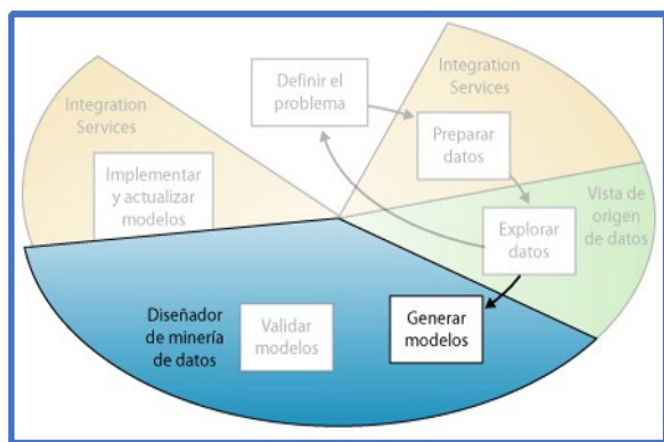 Definir el
problema
Integration
Services
Preparar
datos
Vista de
origen
de datos
Explorar
datos
Generar
modelos
Validar
modelos
Diseñador
de minería
de datos
Implementar
y actualizar
modelos
Integration
Services